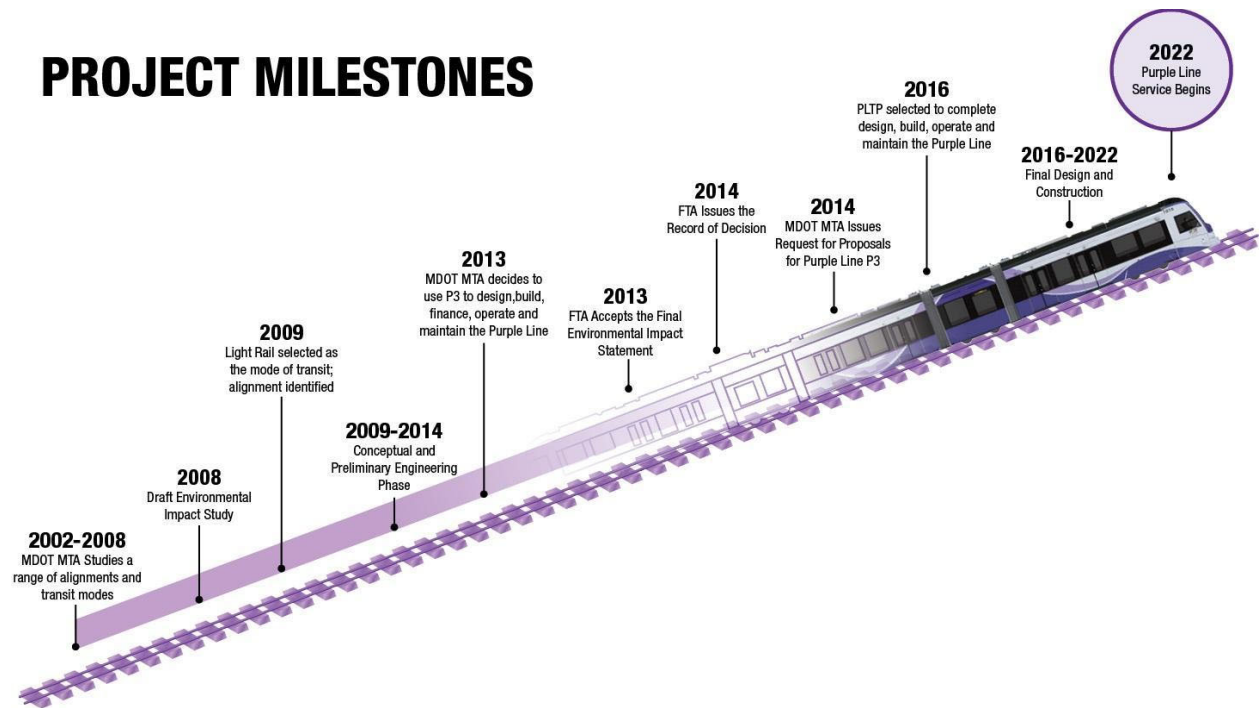 PROJECT MILESTONES
2002-2008
MDOT MTA Studies a
range of alignments and
transit modes
2008
Draft Environmental
Impact Study
2009
Light Rail selected as
the mode of transit;
alignment identified
2009-2014
Conceptual and
Preliminary Engineering
Phase
2013
MDOT MTA decides to
use P3 to design,build,
finance, operate and
maintain the Purple Line
2013
FTA Accepts the Final
Environmental Impact
Statement
2014
FTA Issues the
Record of Decision
2014
MDOT MTA Issues
Request for Proposals
for Purple Line P3
2016
PLTP selected to complete
design, build, operate and
maintain the Purple Line
2016-2022
Final Design and
Construction
2022
Purple Line
Service Begins